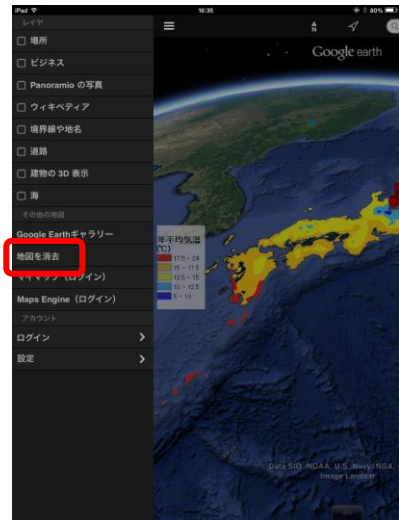 iPad
16:35
80%
レイヤ
場所
ビジネス
Panoramio の写真
ウィキペディア
境界線や地名
道路
建物の 3D 表示
海
その他の地図
Google Earthギャラリー
地図を消去
マイマップ（ログイン）
Maps Engine（ログイン）
アカウント
ログイン
設定
N
Google earth
年平均気温
(℃)
17.5 - 24
15 - 17.5
12.5 - 15
10 - 12.5
5 - 10
Data SIO, NOAA, U.S. Navy, NGA,
Image Landsat